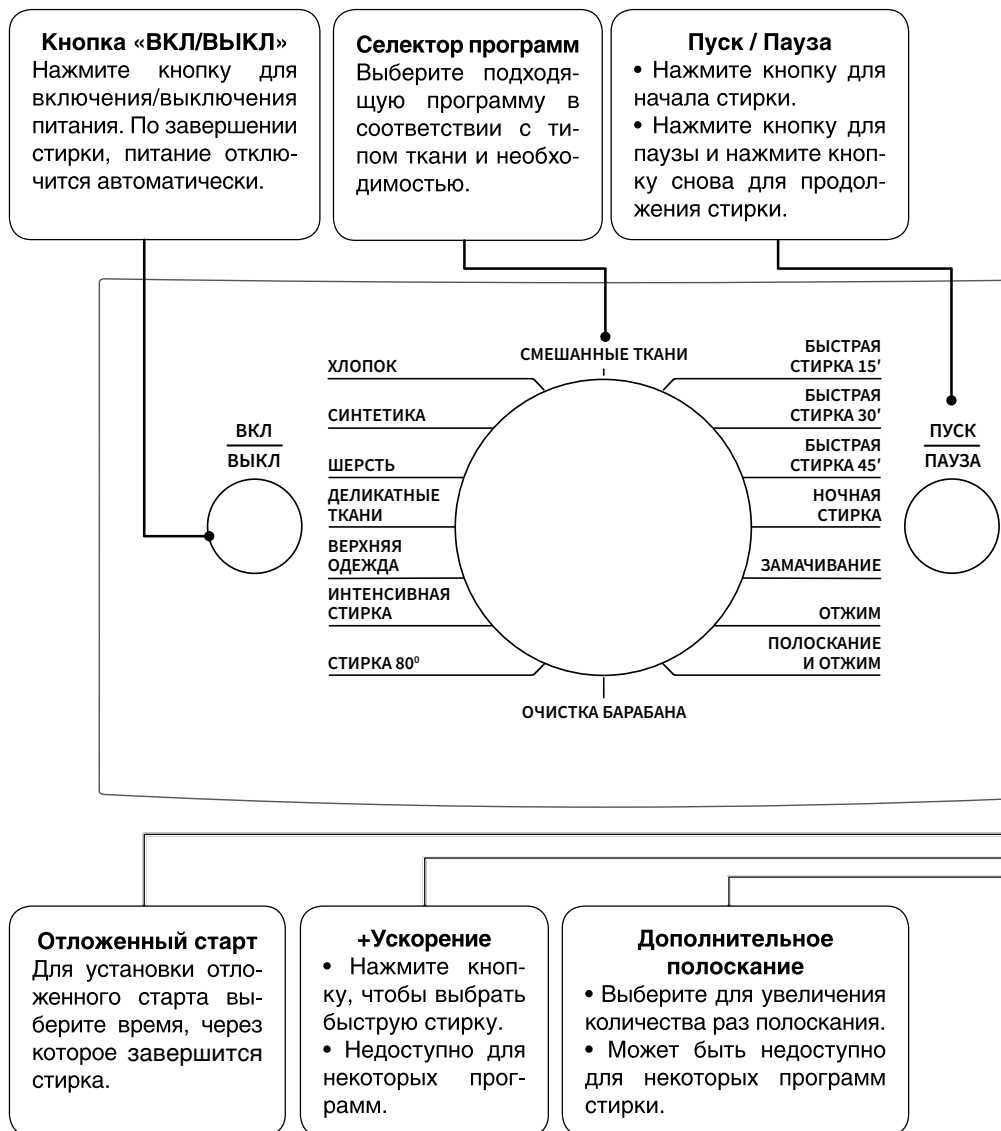 Кнопка «ВКЛ/ВЫКЛ»
Нажмите кнопку для
включения/выключения
питания. По завершении
стирки, питание отклю-
чится автоматически.
Селектор программ
Выберите подходя-
щую программу в
соответствии с ти-
пом ткани и необхо-
димостью.
Пуск / Пауза
• Нажмите кнопку для
начала стирки.
• Нажмите кнопку для
паузы и нажмите кноп-
ку снова для продол-
жения стирки.
ВКЛ
ВЫКЛ
ХЛОПОК
СИНТЕТИКА
ШЕРСТЬ
ДЕЛИКАТНЫЕ
ТКАНИ
ВЕРХНЯЯ
ОДЕЖДА
ИНТЕНСИВНАЯ
СТИРКА
СТИРКА 80⁰
СМЕШАННЫЕ ТКАНИ
БЫСТРАЯ
СТИРКА 15′
БЫСТРАЯ
СТИРКА 30′
БЫСТРАЯ
СТИРКА 45′
НОЧНАЯ
СТИРКА
ЗАМАЧИВАНИЕ
ОТЖИМ
ПОЛОСКАНИЕ
И ОТЖИМ
ОЧИСТКА БАРАБАНА
ПУСК
ПАУЗА
Отложенный старт
Для установки отло-
женного старта вы-
берите время, через
которое завершится
стирка.
+Ускорение
• Нажмите кноп-
ку, чтобы выбрать
быструю стирку.
• Недоступно для
некоторых прог-
рамм.
Дополнительное
полоскание
• Выберите для увеличения
количества раз полоскания.
• Может быть недоступно
для некоторых программ
стирки.